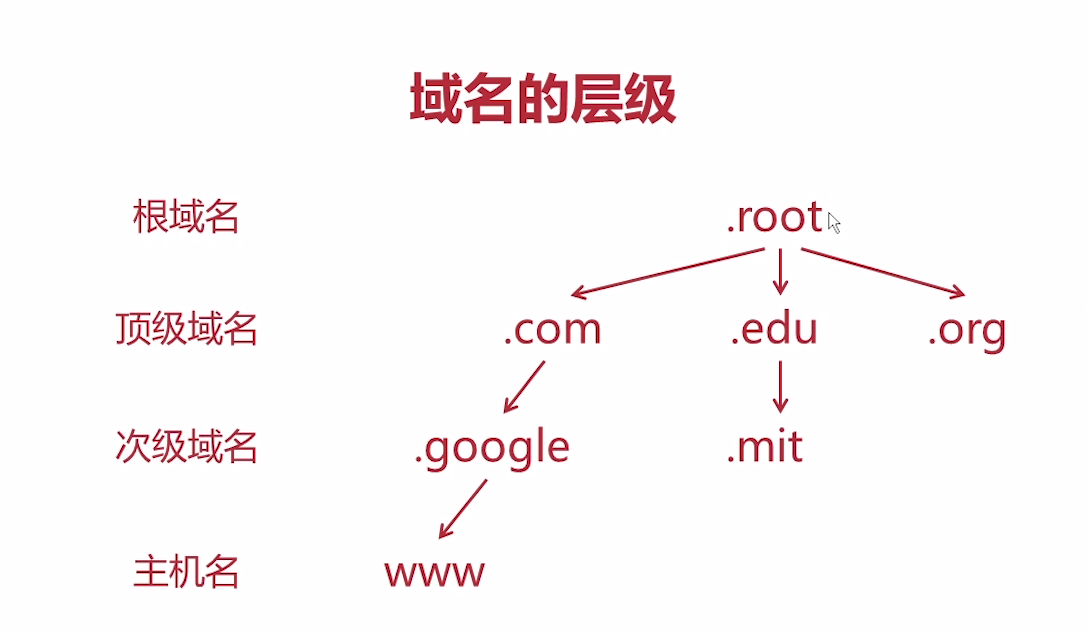 域名的层级
根域名 .root
顶级域名 .com .edu .org
次级域名 .google .mit
主机名 www